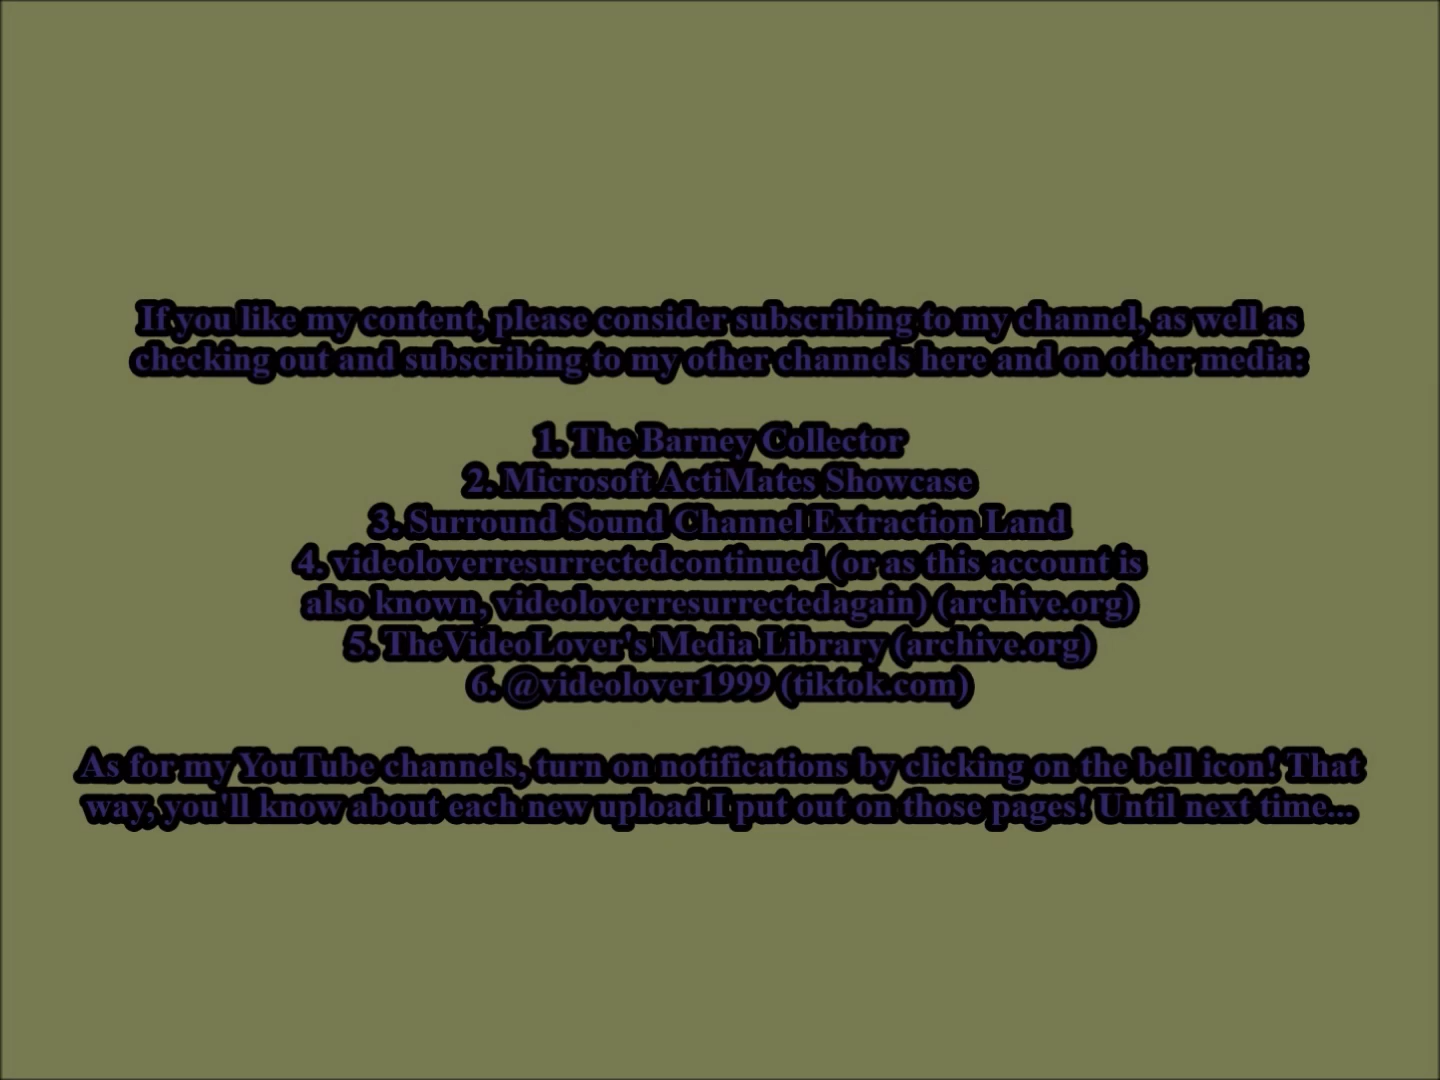 If you like my content, please consider subscribing to my channel, as well as
checking out and subscribing to my other channels here and on other media:
1. The Barney Collector
2. Microsoft ActiMates Showcase
3. Surround Sound Channel Extraction Land
4. videoloverresurrectedcontinued (or as this account is
also known, videoloverresurrectedagain) (archive.org)
5. TheVideoLover's Media Library (archive.org)
6. @videolover1999 (tiktok.com)
As for my YouTube channels, turn on notifications by clicking on the bell icon! That
way, you'll know about each new upload I put out on those pages! Until next time...